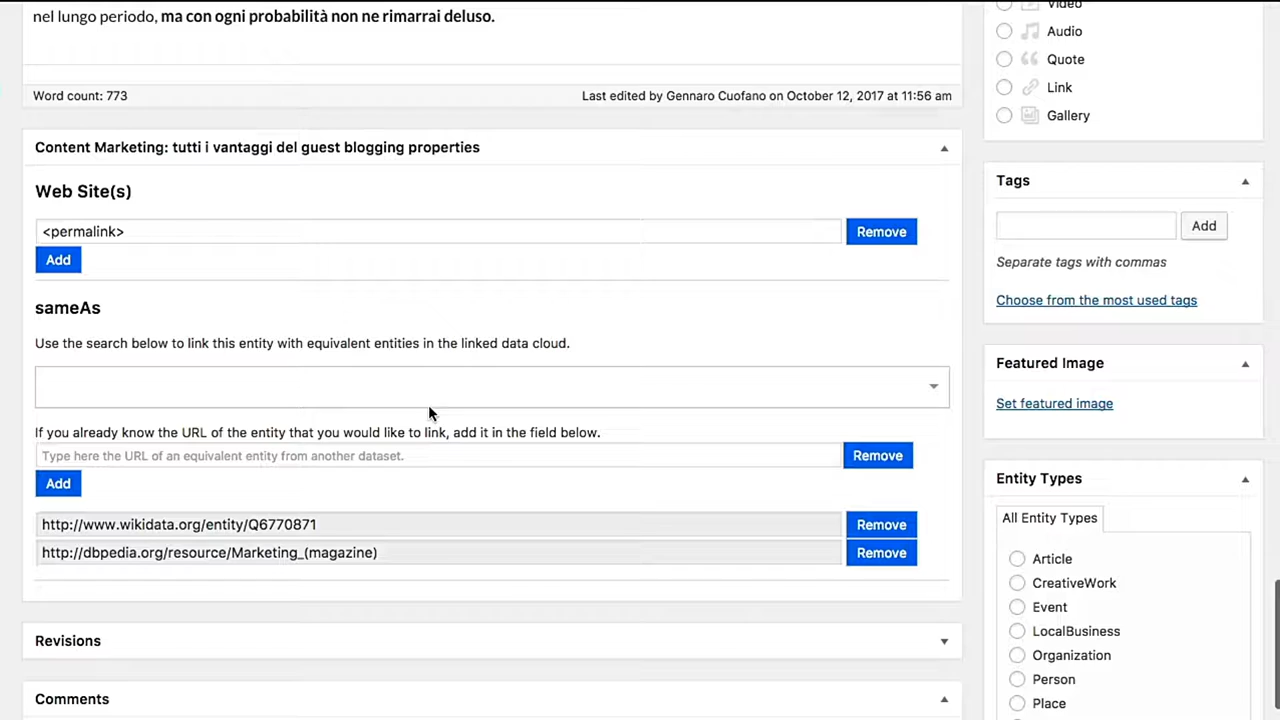 nel lungo periodo, ma con ogni probabilità non ne rimarrai deluso.
Word count: 773
Last edited by Gennaro Cuofano on October 12, 2017 at 11:56 am
Content Marketing: tutti i vantaggi del guest blogging properties
Web Site(s)
<permalink>
Remove
Add
sameAs
Use the search below to link this entity with equivalent entities in the linked data cloud.
If you already know the URL of the entity that you would like to link, add it in the field below.
Type here the URL of an equivalent entity from another dataset.
Remove
Add
http://www.wikidata.org/entity/Q6770871
Remove
http://dbpedia.org/resource/Marketing_(magazine)
Remove
Revisions
Comments
Video
Audio
Quote
Link
Gallery
Tags
Add
Separate tags with commas
Choose from the most used tags
Featured Image
Set featured image
Entity Types
All Entity Types
Article
CreativeWork
Event
LocalBusiness
Organization
Person
Place